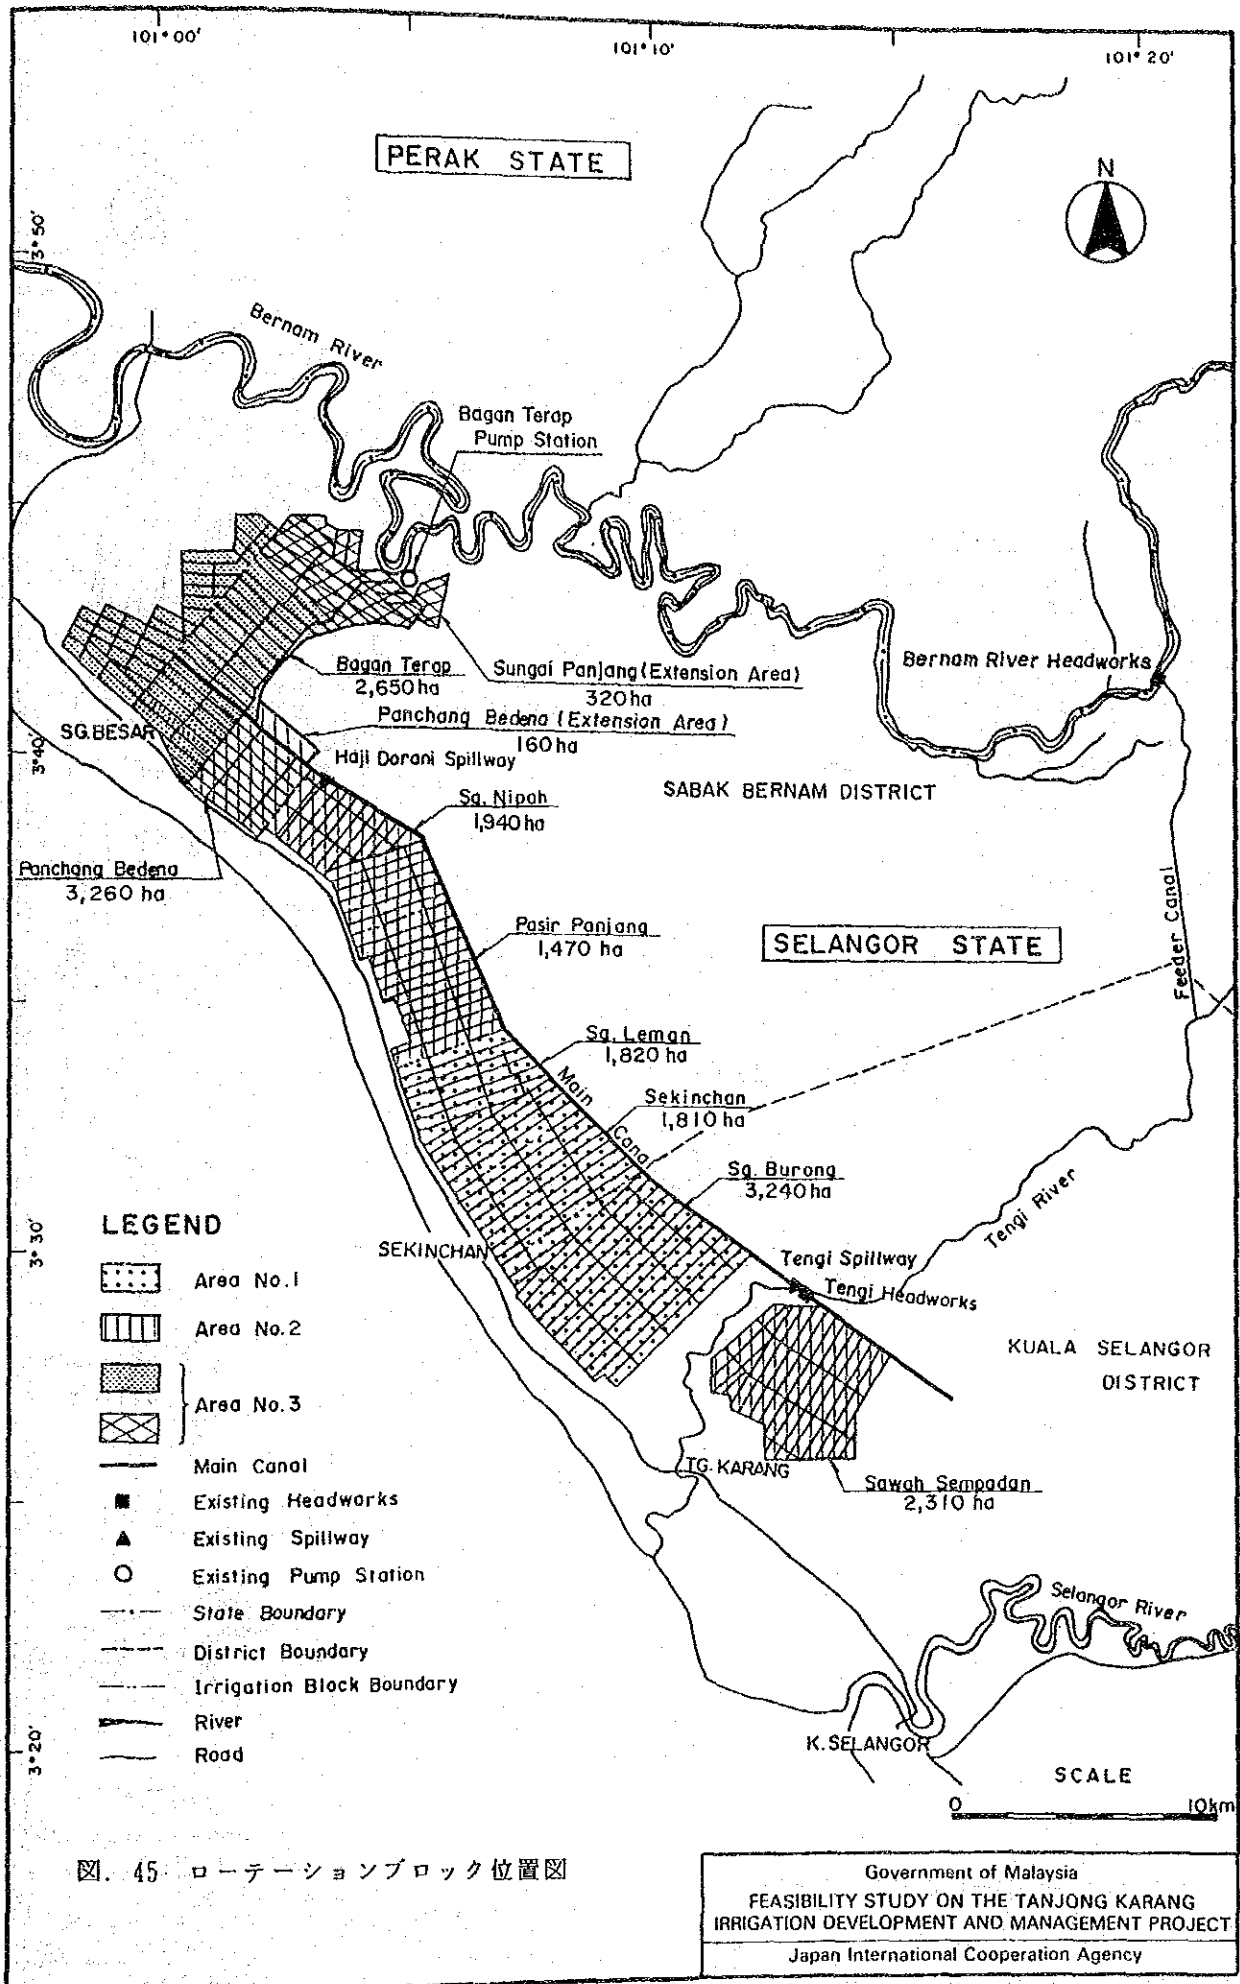 101° 00'
101° 10'
101° 20'
PERAK STATE
N
3° 50'
Bernam River
Bagan Terap
Pump Station
Bernam River Headworks
Bagan Terap
2,650 ha
Sungai Panjang (Extension Area)
320 ha
Panchang Bedena (Extension Area)
160 ha
SG. BESAR
3° 40'
Haji Dorani Spillway
SABAK BERNAM DISTRICT
Sg. Nipah
1,940 ha
Panchang Bedena
3,260 ha
Feeder Canal
Pasir Panjang
1,470 ha
SELANGOR STATE
Sg. Leman
1,820 ha
Main Canal
Sekinchan
1,810 ha
Sg. Burong
3,240 ha
Tengi River
3° 30'
SEKINCHAN
Tengi Spillway
Tengi Headworks
KUALA SELANGOR
DISTRICT
TG. KARANG
Sawah Sempadan
2,310 ha
LEGEND
Area No.1
Area No.2
Area No.3
Main Canal
Existing Headworks
Existing Spillway
Existing Pump Station
State Boundary
District Boundary
Irrigation Block Boundary
River
Road
Selangor River
K. SELANGOR
3° 20'
SCALE
0 10km
図. 45 ローテーションブロック位置図
Government of Malaysia
FEASIBILITY STUDY ON THE TANJONG KARANG
IRRIGATION DEVELOPMENT AND MANAGEMENT PROJECT
Japan International Cooperation Agency